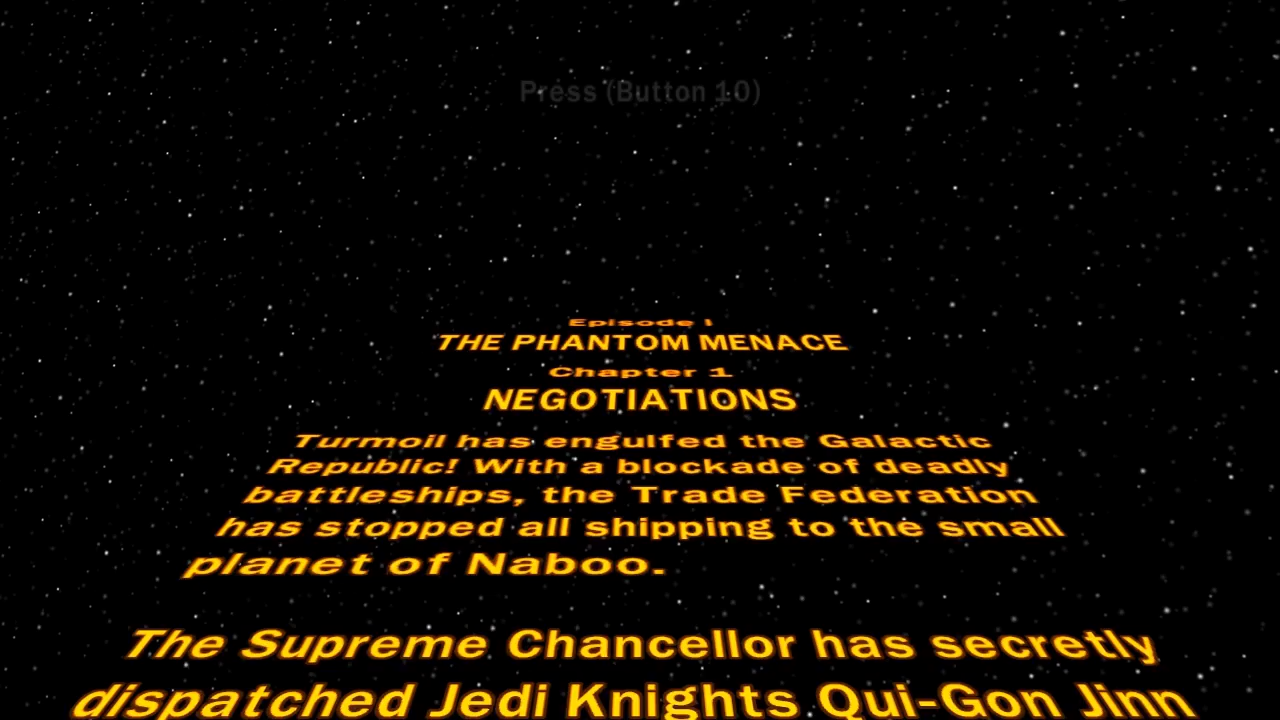 Press (Button 10)
Episode I
THE PHANTOM MENACE
Chapter 1
NEGOTIATIONS
Turmoil has engulfed the Galactic
Republic! With a blockade of deadly
battleships, the Trade Federation
has stopped all shipping to the small
planet of Naboo.
The Supreme Chancellor has secretly
dispatched Jedi Knights Qui-Gon Jinn